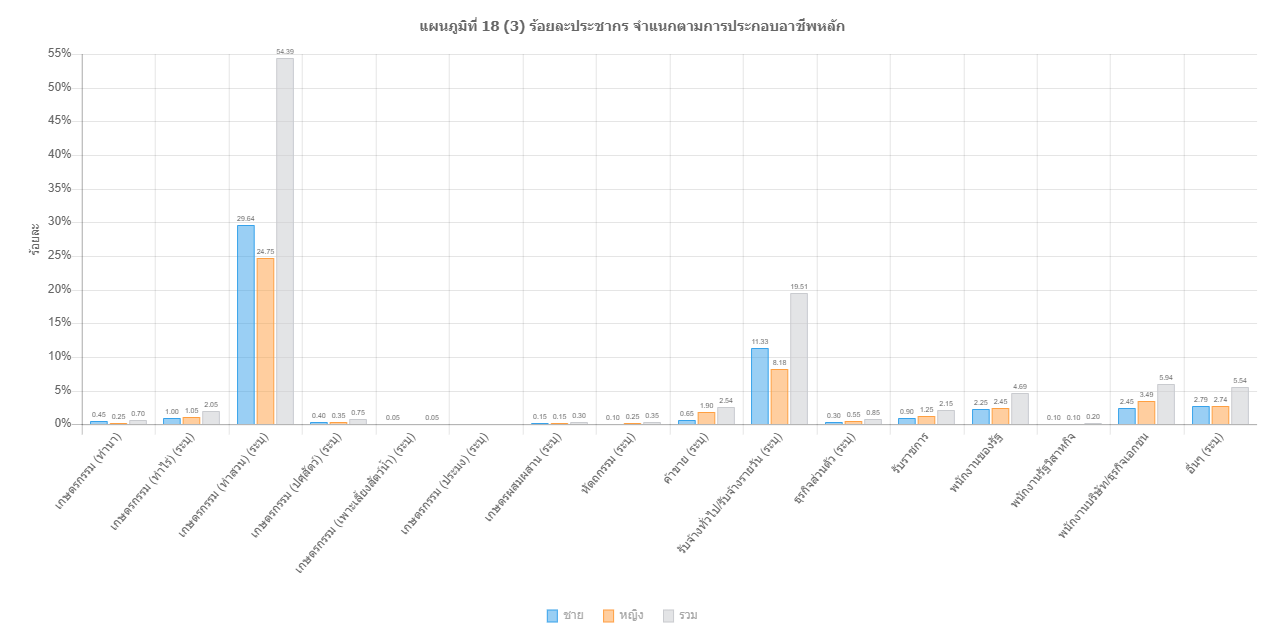 แผนภูมิที่ 18 (3) ร้อยละประชากร จำแนกตามการประกอบอาชีพหลัก
ร้อยละ
55%
50%
45%
40%
35%
30%
25%
20%
15%
10%
5%
0%
0.45 0.25 0.70
1.00 1.05 2.05
29.64 24.75 54.39
0.40 0.35 0.75
0.05 0.05
0.15 0.15 0.30
0.10 0.25 0.35
0.65 1.90 2.54
11.33 8.18 19.51
0.30 0.55 0.85
0.90 1.25 2.15
2.25 2.45 4.69
0.10 0.10 0.20
2.45 3.49 5.94
2.79 2.74 5.54
เกษตรกรรม (ทำนา)
เกษตรกรรม (ทำไร่) (ระบุ)
เกษตรกรรม (ทำสวน) (ระบุ)
เกษตรกรรม (ปศุสัตว์) (ระบุ)
เกษตรกรรม (เพาะเลี้ยงสัตว์น้ำ) (ระบุ)
เกษตรกรรม (ประมง) (ระบุ)
เกษตรผสมผสาน (ระบุ)
หัตถกรรม (ระบุ)
ค้าขาย (ระบุ)
รับจ้างทั่วไป/รับจ้างรายวัน (ระบุ)
ธุรกิจส่วนตัว (ระบุ)
รับราชการ
พนักงานของรัฐ
พนักงานรัฐวิสาหกิจ
พนักงานบริษัท/ธุรกิจเอกชน
อื่นๆ (ระบุ)
ชาย หญิง รวม